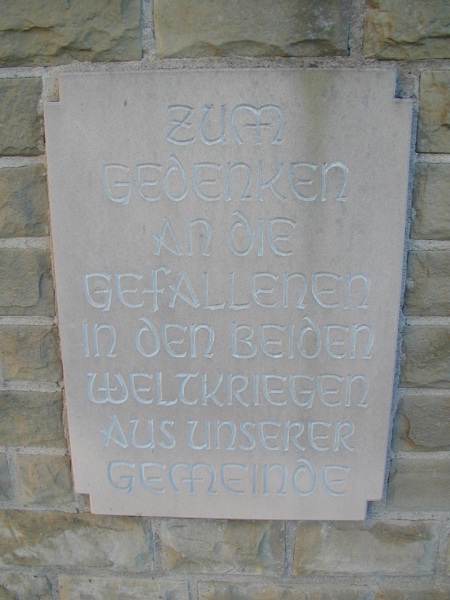 ZUM
GEDENKEN
AN DIE
GEFALLENEN
IN DEN BEIDEN
WELTKRIEGEN
AUS UNSERER
GEMEINDE